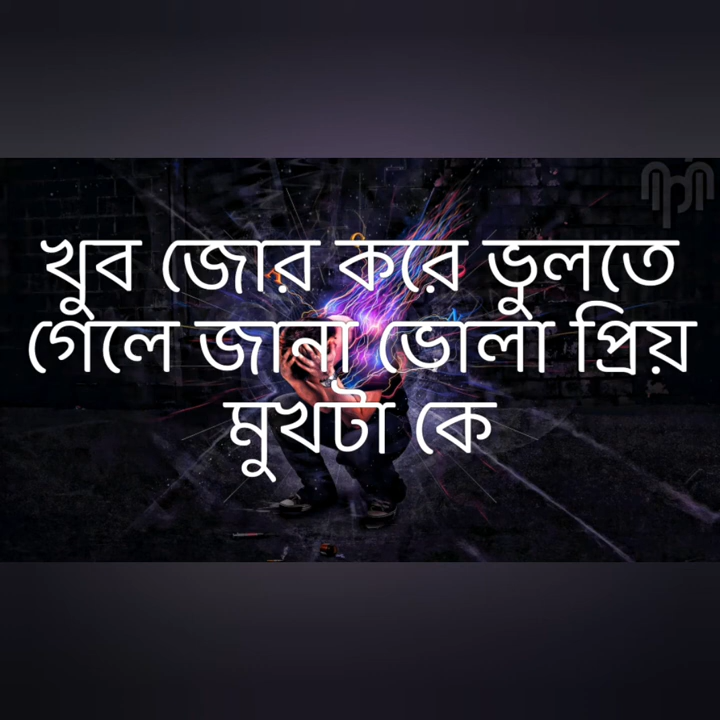 খুব জোর করে ভুলতে
গেলে জানা ভোলা প্রিয়
মুখটা কে